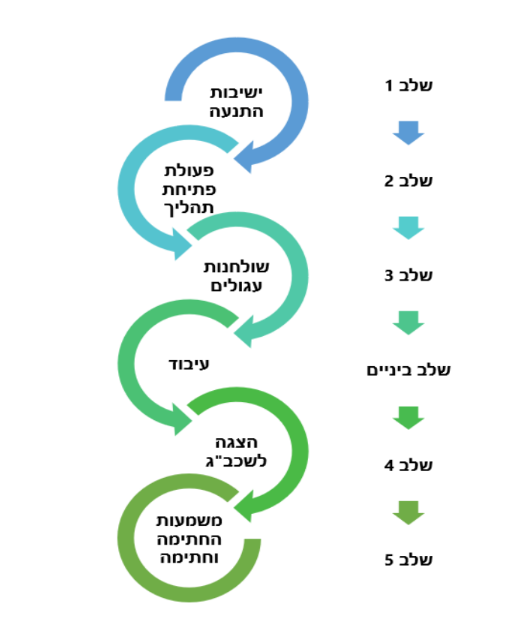 שלב 1
ישיבות
התנעה
שלב 2
פעולת
פתיחת
תהליך
שלב 3
שולחנות
עגולים
שלב ביניים
עיבוד
שלב 4
הצגה
לשכב"ג
שלב 5
משמעות
החתימה
וחתימה